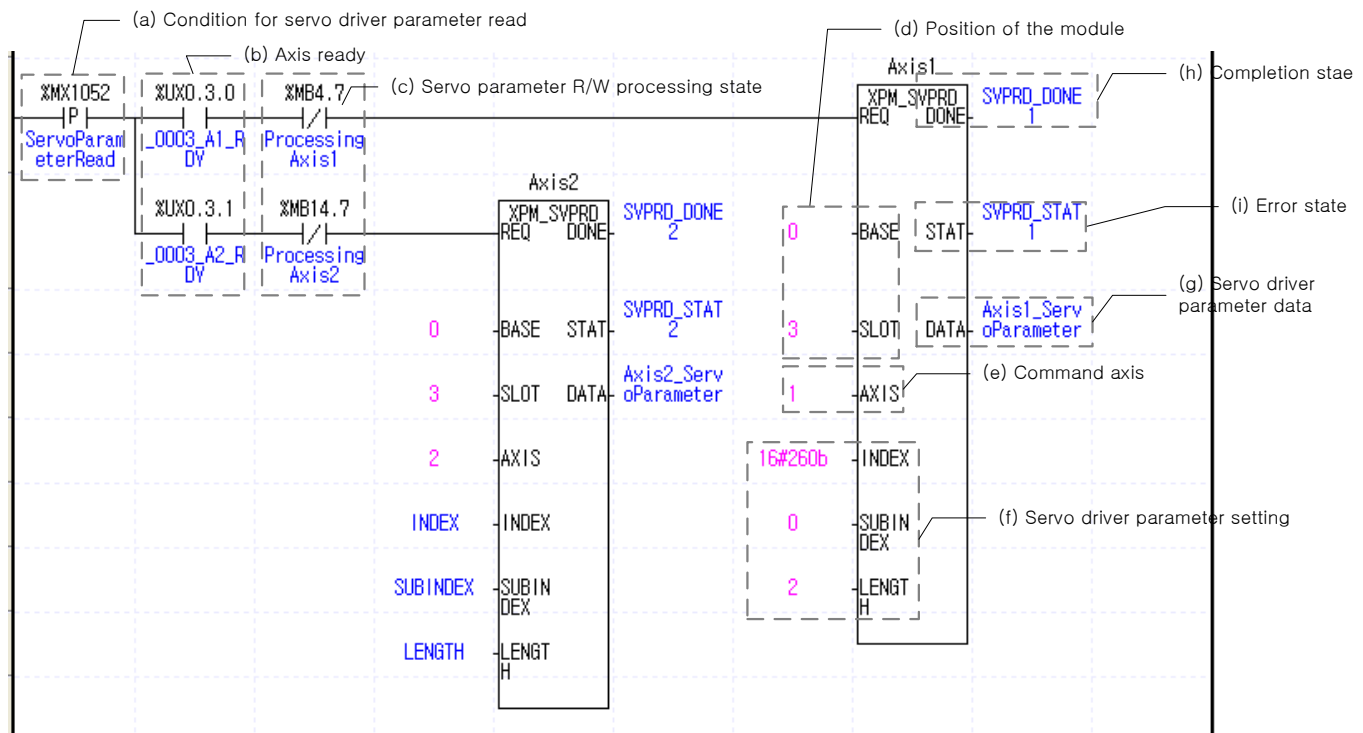 (a) Condition for servo driver parameter read
(b) Axis ready
(c) Servo parameter R/W processing state
(d) Position of the module
%MX1052
P
ServoParam
eterRead
%UX0.3.0
_0003_A1_R
DY
%MB4.7
Processing
Axis1
%UX0.3.1
_0003_A2_R
DY
%MB14.7
Processing
Axis2
Axis2
XPM_SVPRD
REQ DONE
SVPRD_DONE
2
0
BASE STAT
SVPRD_STAT
2
3
SLOT DATA
Axis2_Serv
oParameter
2
AXIS
INDEX
INDEX
SUBINDEX
SUBIN
DEX
LENGTH
LENGT
H
Axis1
XPM_SVPRD
REQ DONE
SVPRD_DONE
1
(h) Completion stae
0
BASE STAT
SVPRD_STAT
1
(i) Error state
3
SLOT DATA
Axis1_Serv
oParameter
(g) Servo driver
parameter data
1
AXIS
(e) Command axis
16#260b
INDEX
0
SUBIN
DEX
(f) Servo driver parameter setting
2
LENGT
H